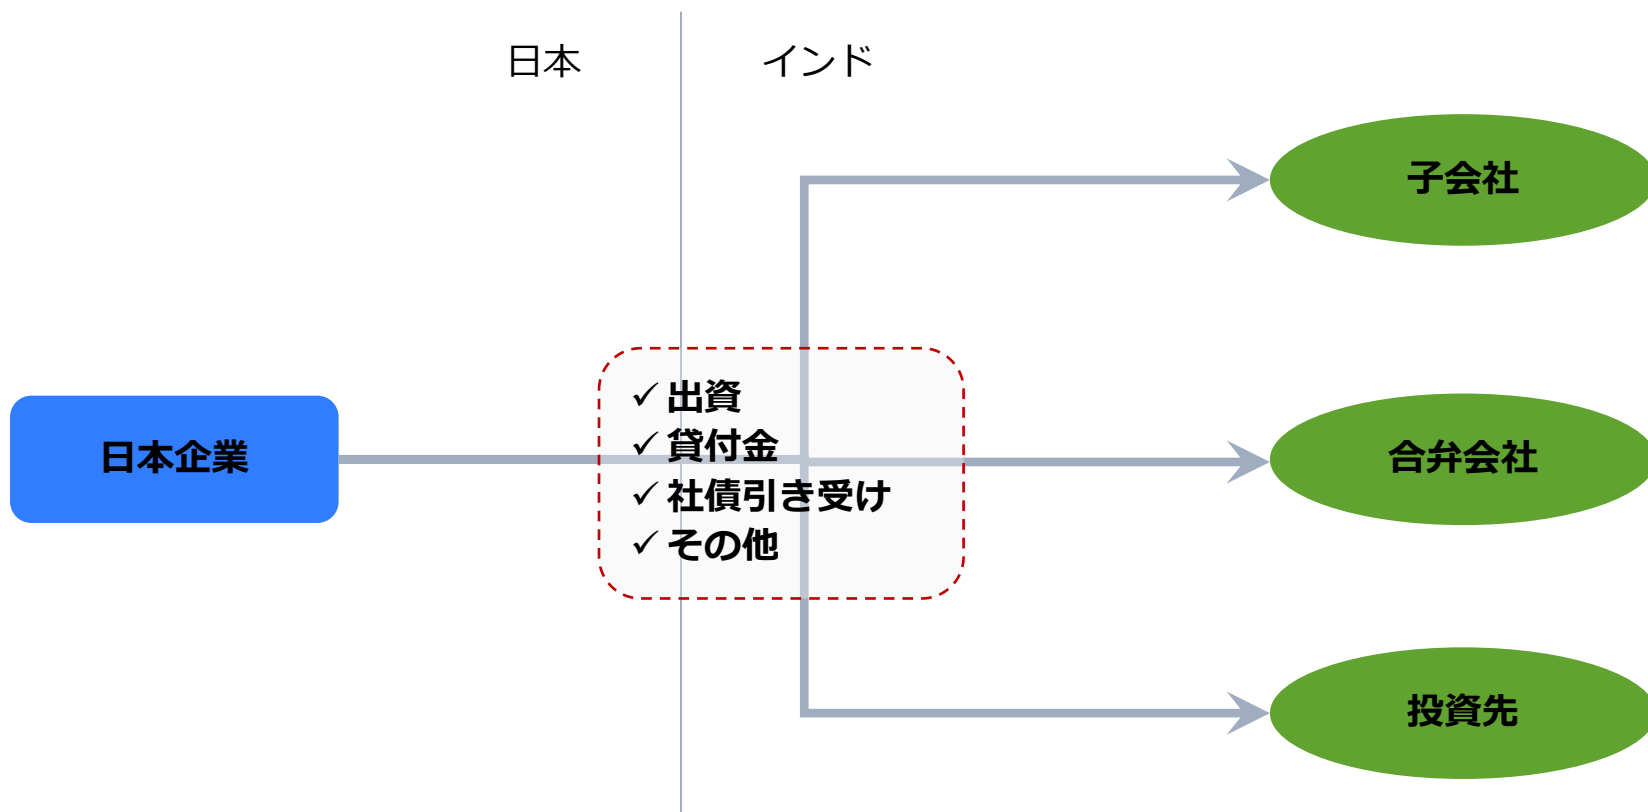 日本
インド
子会社
✓出資
✓貸付金
✓社債引き受け
✓その他
日本企業
合弁会社
投資先